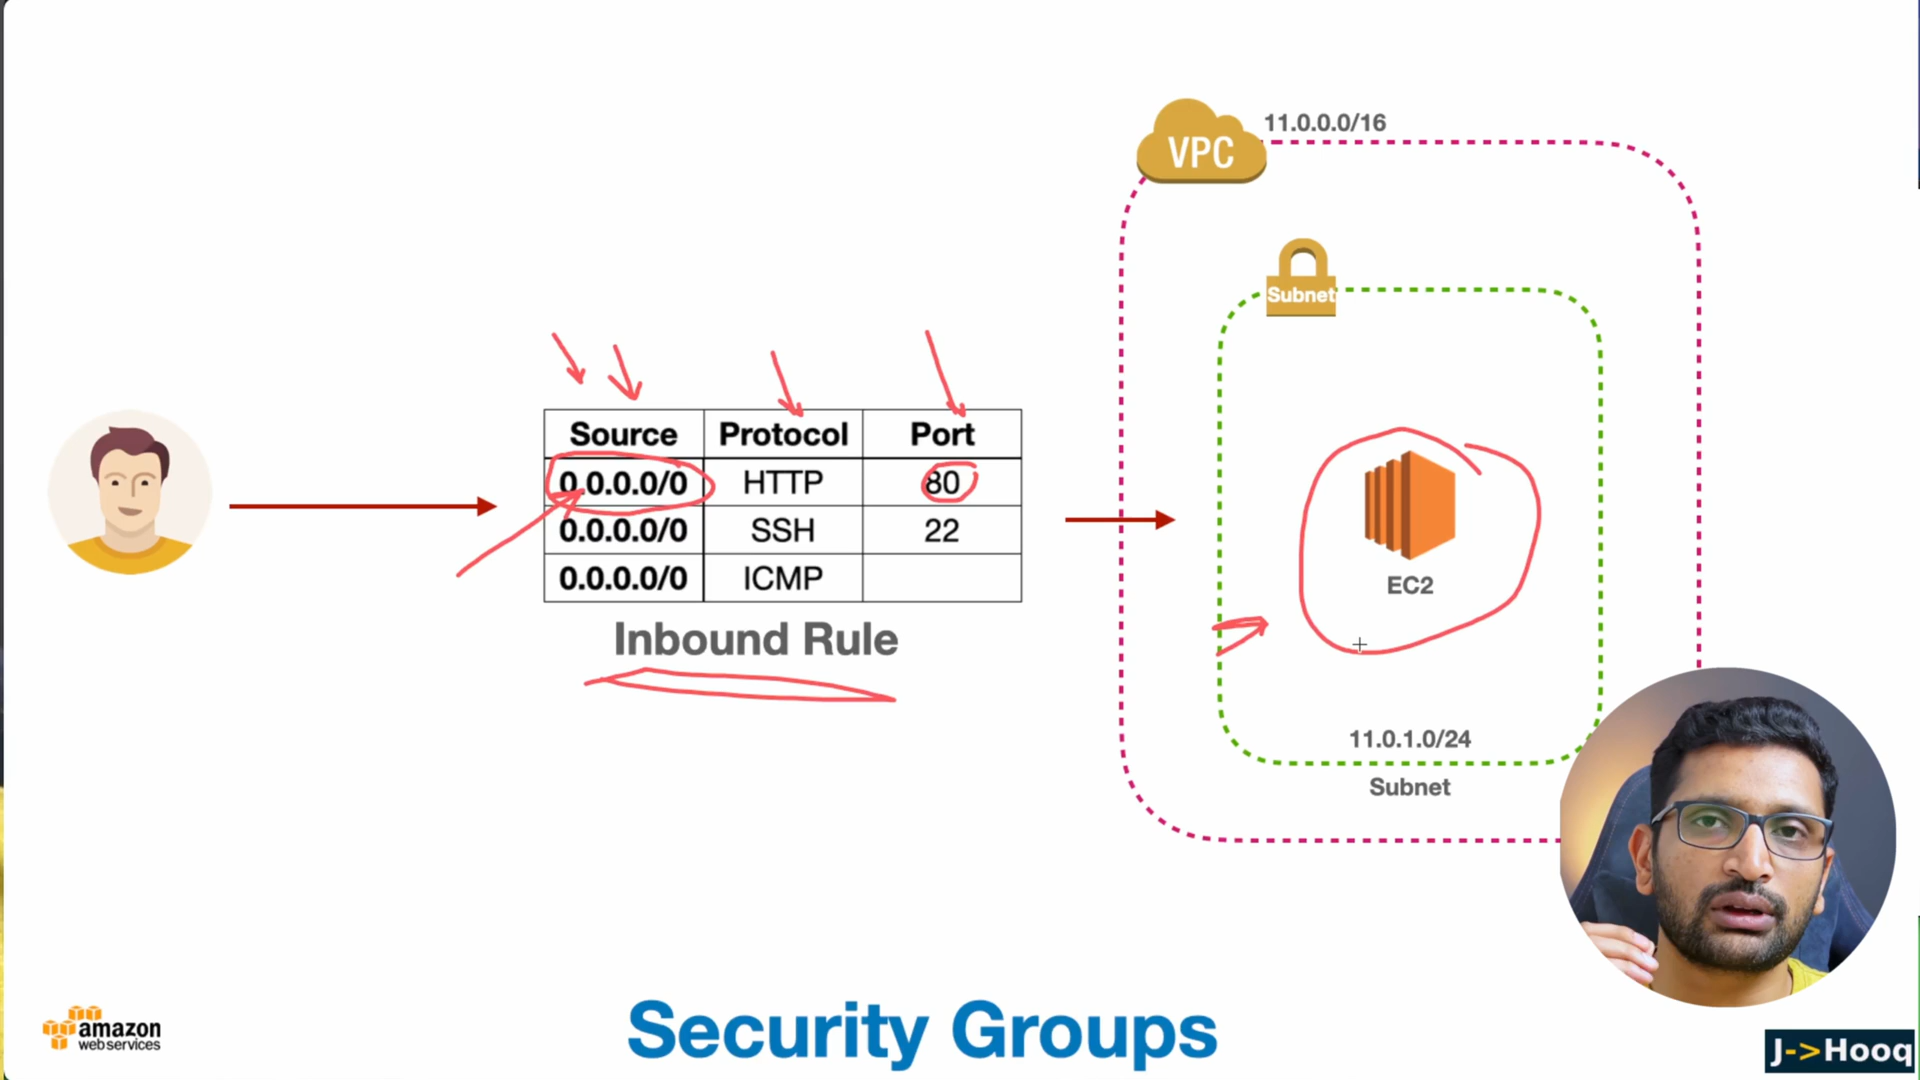 VPC
11.0.0.0/16
Subnet
Source Protocol Port
0.0.0.0/0 HTTP 80
0.0.0.0/0 SSH 22
0.0.0.0/0 ICMP
Inbound Rule
EC2
11.0.1.0/24
Subnet
amazon
webservices
Security Groups
J->Hooq